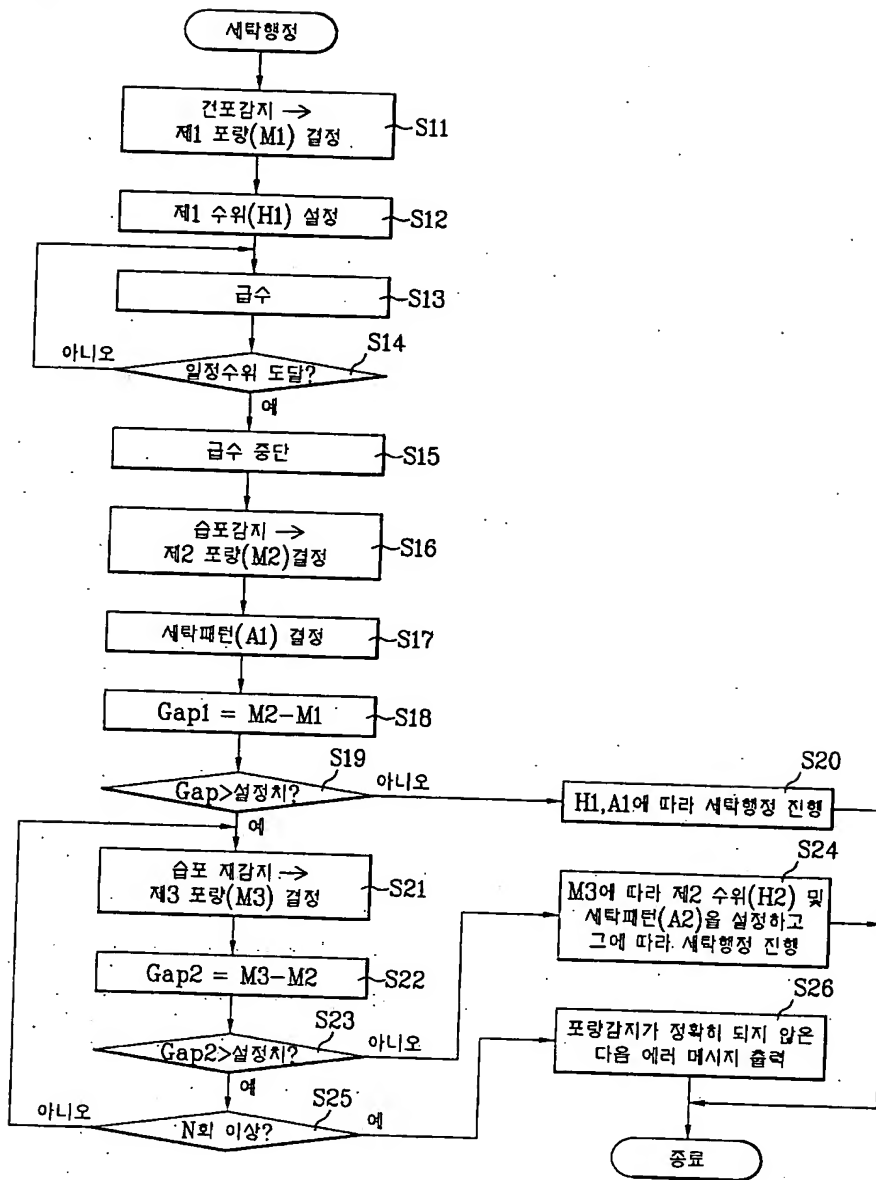 세탁행정
건포감지 →
제1 포량(M1) 결정
S11
제1 수위(H1) 설정
S12
급수
S13
S14
아니오
일정수위 도달?
예
급수 중단
S15
습포감지 →
제2 포량(M2)결정
S16
세탁패턴(A1) 결정
S17
Gap1 = M2-M1
S18
S19
Gap>설정치?
아니오
예
S20
H1,A1에 따라 세탁행정 진행
습포 재감지 →
제3 포량(M3) 결정
S21
S24
M3에 따라 제2 수위(H2) 및
세탁패턴(A2)을 설정하고
그에 따라 세탁행정 진행
Gap2 = M3-M2
S22
S23
Gap2>설정치?
아니오
예
S26
포량감지가 정확히 되지 않은
다음 에러 메시지 출력
S25
아니오
N회 이상?
예
종료